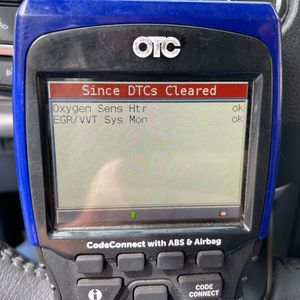 OTC
Since DTCs Cleared
Oxygen Sens Htr ok
EGR/VVT Sys Mon ok
CodeConnect with ABS & Airbag
CODE
CONNECT
i